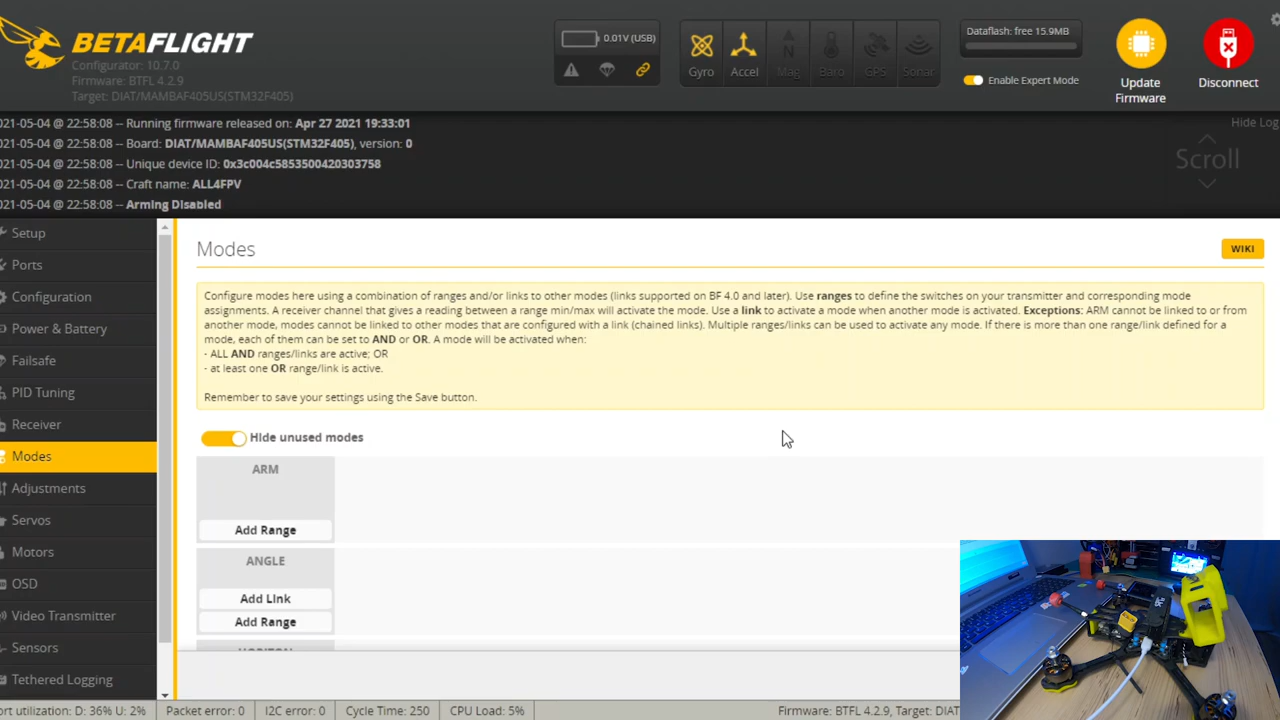 BETAFLIGHT
Configurator: 10.7.0
Firmware: BTFL 4.2.9
Target: DIAT/MAMBAF405US(STM32F405)
0.01V (USB)
Gyro
Accel
Mag
Baro
GPS
Sonar
Dataflash: free 15.9MB
Enable Expert Mode
Update
Firmware
Disconnect
Hide Log
Scroll
021-05-04 @ 22:58:08 -- Running firmware released on: Apr 27 2021 19:33:01
021-05-04 @ 22:58:08 -- Board: DIAT/MAMBAF405US(STM32F405), version: 0
021-05-04 @ 22:58:08 -- Unique device ID: 0x3c004c5853500420303758
021-05-04 @ 22:58:08 -- Craft name: ALL4FPV
021-05-04 @ 22:58:08 -- Arming Disabled
Setup
Ports
Configuration
Power & Battery
Failsafe
PID Tuning
Receiver
Modes
Adjustments
Servos
Motors
OSD
Video Transmitter
Sensors
Tethered Logging
Modes
WIKI
Configure modes here using a combination of ranges and/or links to other modes (links supported on BF 4.0 and later). Use ranges to define the switches on your transmitter and corresponding mode
assignments. A receiver channel that gives a reading between a range min/max will activate the mode. Use a link to activate a mode when another mode is activated. Exceptions: ARM cannot be linked to or from
another mode, modes cannot be linked to other modes that are configured with a link (chained links). Multiple ranges/links can be used to activate any mode. If there is more than one range/link defined for a
mode, each of them can be set to AND or OR. A mode will be activated when:
- ALL AND ranges/links are active; OR
- at least one OR range/link is active.
Remember to save your settings using the Save button.
Hide unused modes
ARM
Add Range
ANGLE
Add Link
Add Range
HORIZON
ort utilization: D: 36% U: 2%
Packet error: 0
I2C error: 0
Cycle Time: 250
CPU Load: 5%
Firmware: BTFL 4.2.9, Target: DIAT